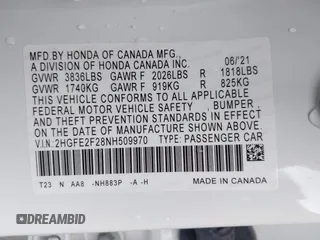 MFD BY HONDA OF CANADA MFG.,
A DIVISION OF HONDA CANADA INC. 06/'21
GVWR 3836LBS GAWR F 2026LBS R 1818LBS
GVWR 1740KG GAWR F 919KG R 825KG
THIS VEHICLE CONFORMS TO ALL APPLICABLE
FEDERAL MOTOR VEHICLE SAFETY , BUMPER ,
AND THEFT PREVENTION STANDARDS IN EFFECT
ON THE DATE OF MANUFACTURE SHOWN ABOVE.
V.I.N: 2HGFE2F28NH509970 TYPE: PASSENGER CAR
T23 N AA8 -NH883P -A -H
MADE IN CANADA
DREAMBID